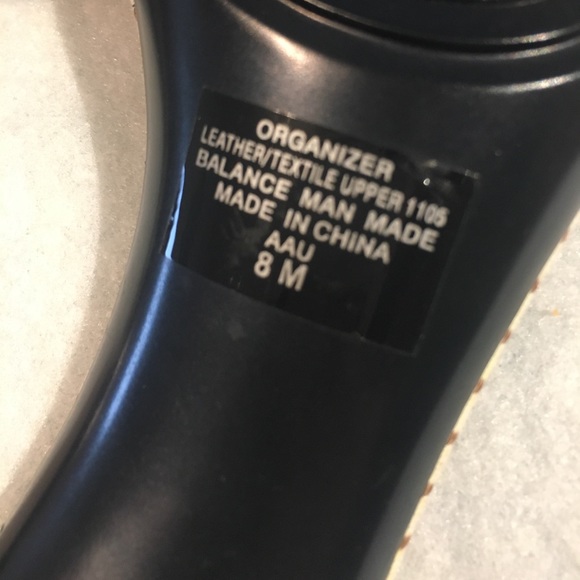 ORGANIZER
LEATHER/TEXTILE UPPER 1105
BALANCE MAN MADE
MADE IN CHINA
AAU
8 M